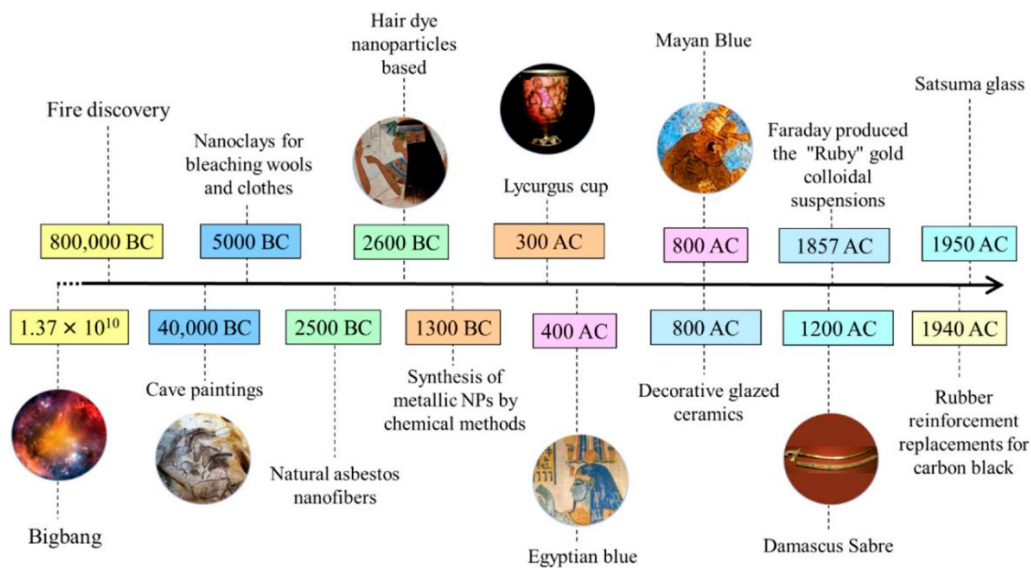 Hair dye
nanoparticles
based
Mayan Blue
Satsuma glass
Fire discovery
Nanoclays for
bleaching wools
and clothes
Faraday produced
the "Ruby" gold
colloidal
suspensions
Lycurgus cup
800,000 BC
5000 BC
2600 BC
300 AC
800 AC
1857 AC
1950 AC
1.37 × 10¹⁰
40,000 BC
2500 BC
1300 BC
400 AC
800 AC
1200 AC
1940 AC
Cave paintings
Synthesis of
metallic NPs by
chemical methods
Decorative glazed
ceramics
Rubber
reinforcement
replacements for
carbon black
Natural asbestos
nanofibers
Bigbang
Egyptian blue
Damascus Sabre